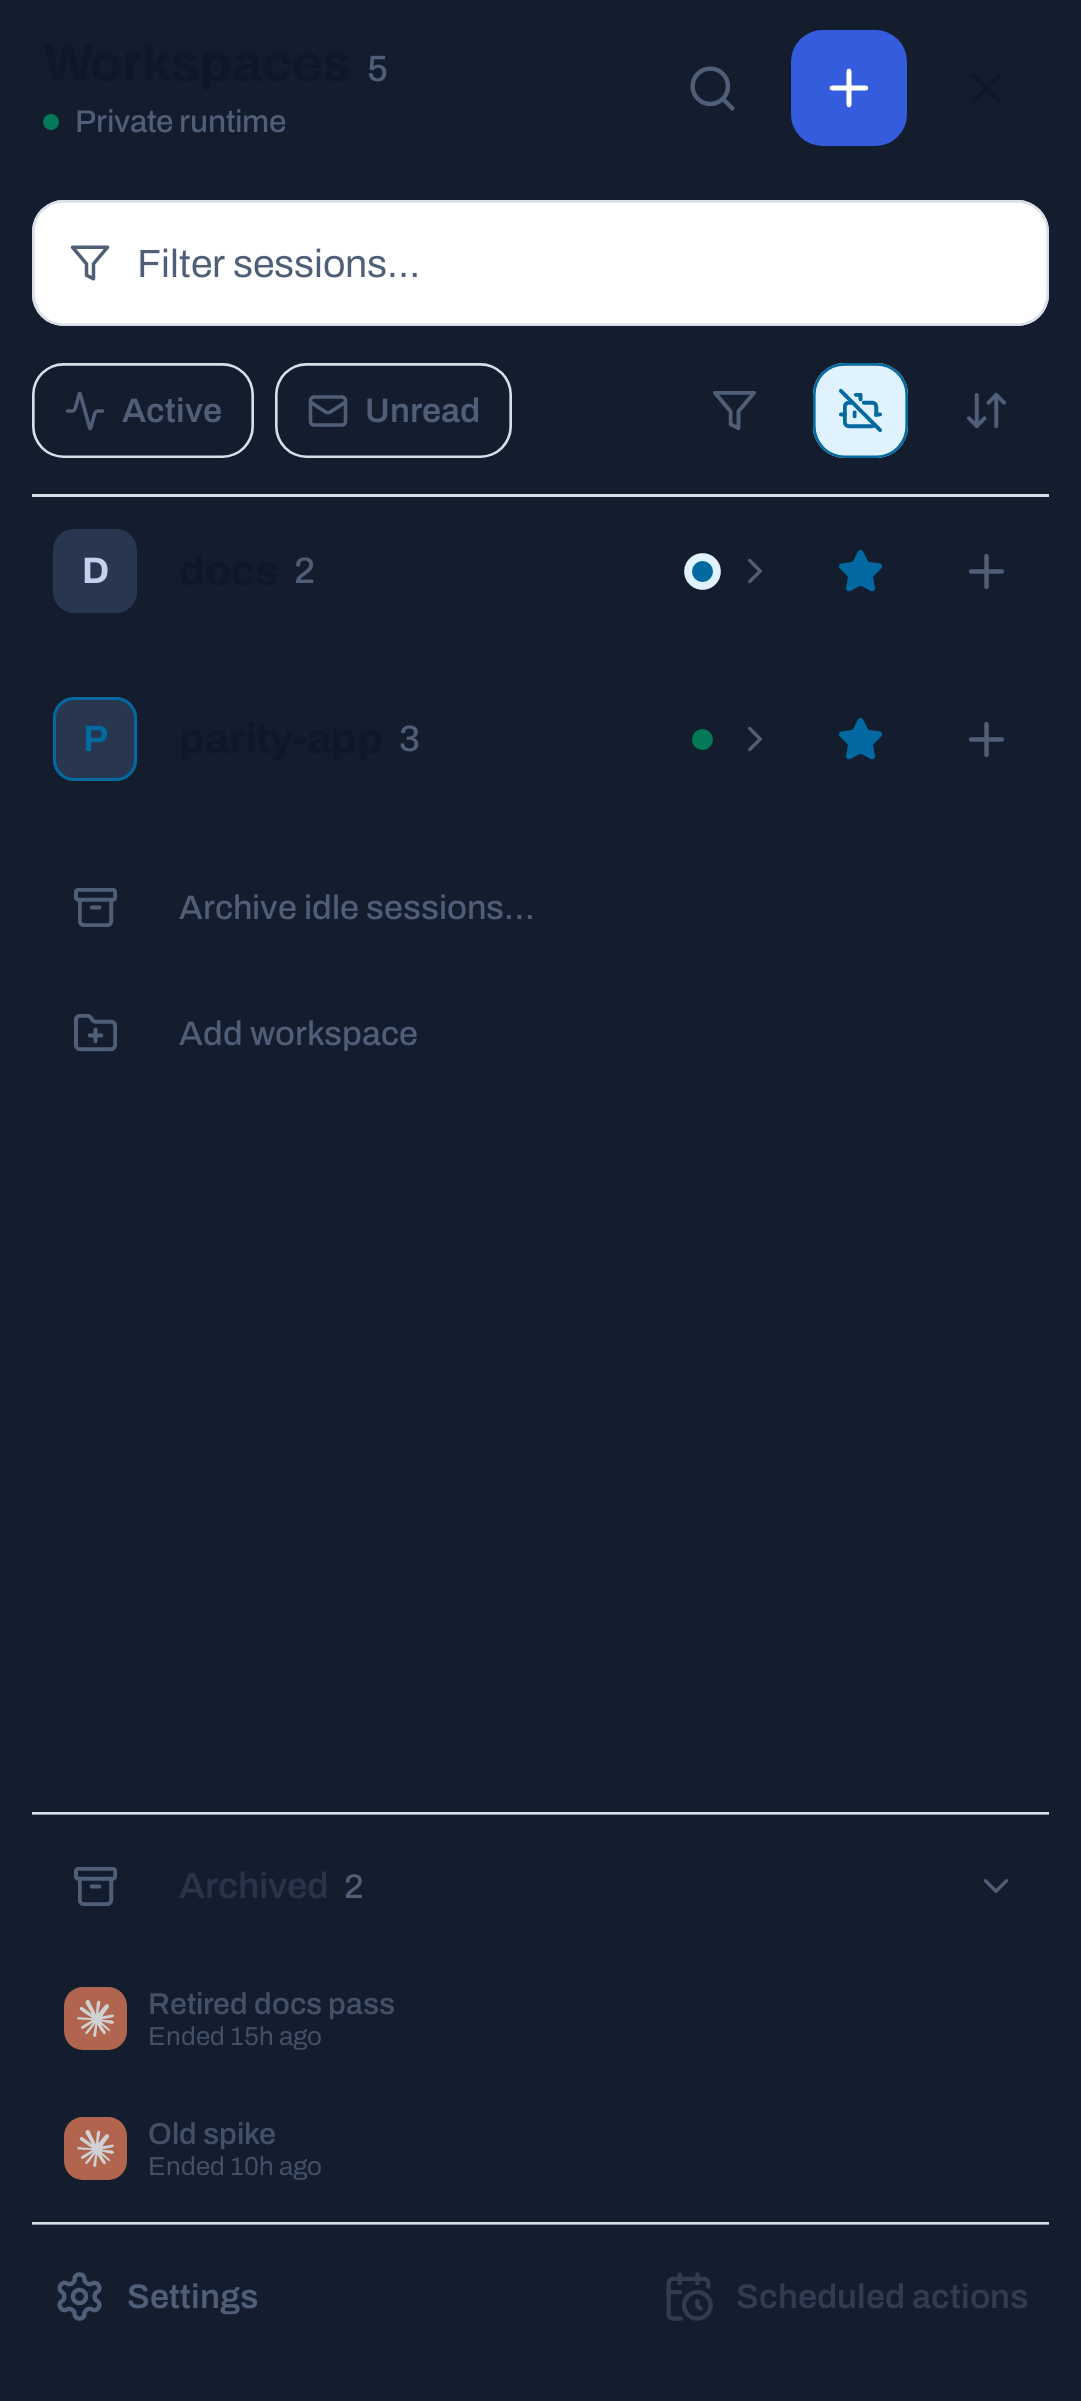 Workspaces 5
Private runtime
Filter sessions...
Active
Unread
D docs 2
P parity-app 3
Archive idle sessions...
Add workspace
Archived 2
Retired docs pass
Ended 15h ago
Old spike
Ended 10h ago
Settings
Scheduled actions